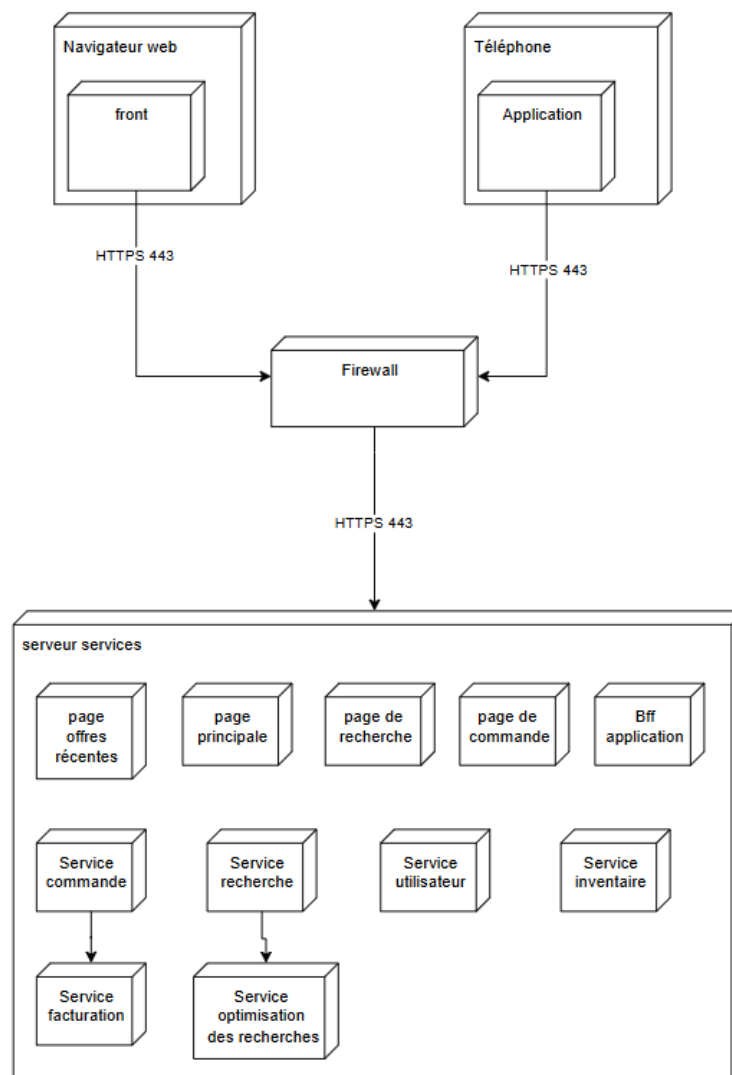 Navigateur web
Téléphone
front
Application
HTTPS 443
HTTPS 443
Firewall
HTTPS 443
serveur services
page
offres
récentes
page
principale
page de
recherche
page de
commande
Bff
application
Service
commande
Service
recherche
Service
utilisateur
Service
inventaire
Service
facturation
Service
optimisation
des recherches